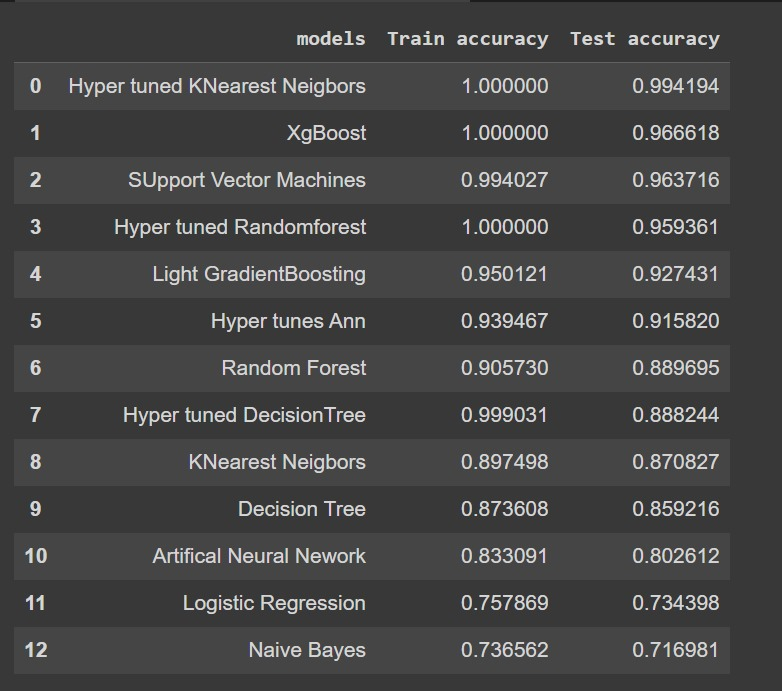 models Train accuracy Test accuracy
0 Hyper tuned KNearest Neigbors 1.000000 0.994194
1 XgBoost 1.000000 0.966618
2 SUpport Vector Machines 0.994027 0.963716
3 Hyper tuned Randomforest 1.000000 0.959361
4 Light GradientBoosting 0.950121 0.927431
5 Hyper tunes Ann 0.939467 0.915820
6 Random Forest 0.905730 0.889695
7 Hyper tuned DecisionTree 0.999031 0.888244
8 KNearest Neigbors 0.897498 0.870827
9 Decision Tree 0.873608 0.859216
10 Artifical Neural Nework 0.833091 0.802612
11 Logistic Regression 0.757869 0.734398
12 Naive Bayes 0.736562 0.716981